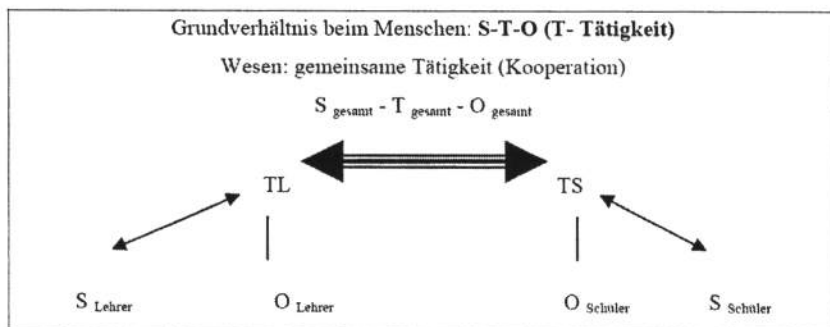 Grundverhältnis beim Menschen: S-T-O (T- Tätigkeit)
Wesen: gemeinsame Tätigkeit (Kooperation)
S gesamt - T gesamt - O gesamt
TL TS
S Lehrer O Lehrer O Schüler S Schüler